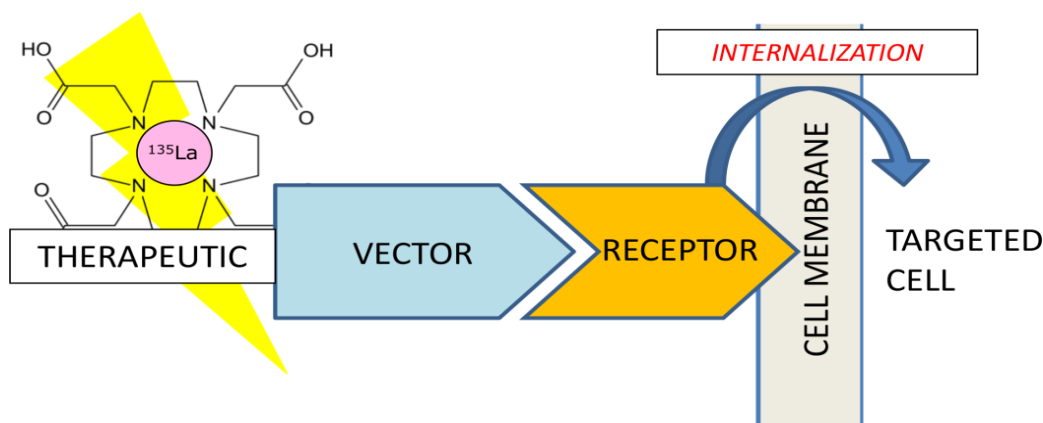 INTERNALIZATION
HO
OH
O
O
N
N
¹³⁵La
N
N
O
THERAPEUTIC
VECTOR
RECEPTOR
CELL MEMBRANE
TARGETED
CELL